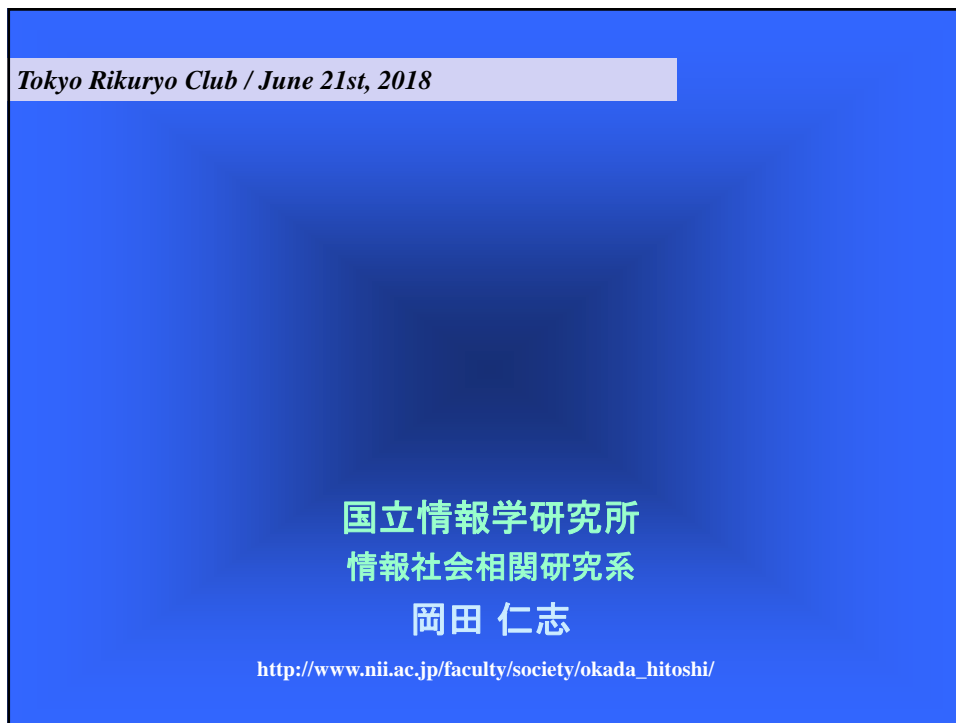 Tokyo Rikuryo Club / June 21st, 2018
国立情報学研究所
情報社会相関研究系
岡田 仁志
http://www.nii.ac.jp/faculty/society/okada_hitoshi/